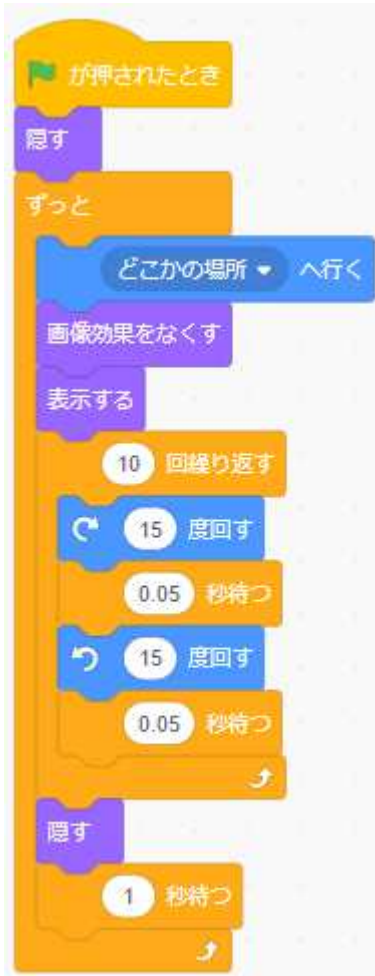 が押されたとき
隠す
ずっと
どこかの場所 へ行く
画像効果をなくす
表示する
10 回繰り返す
15 度回す
0.05 秒待つ
15 度回す
0.05 秒待つ
隠す
1 秒待つ